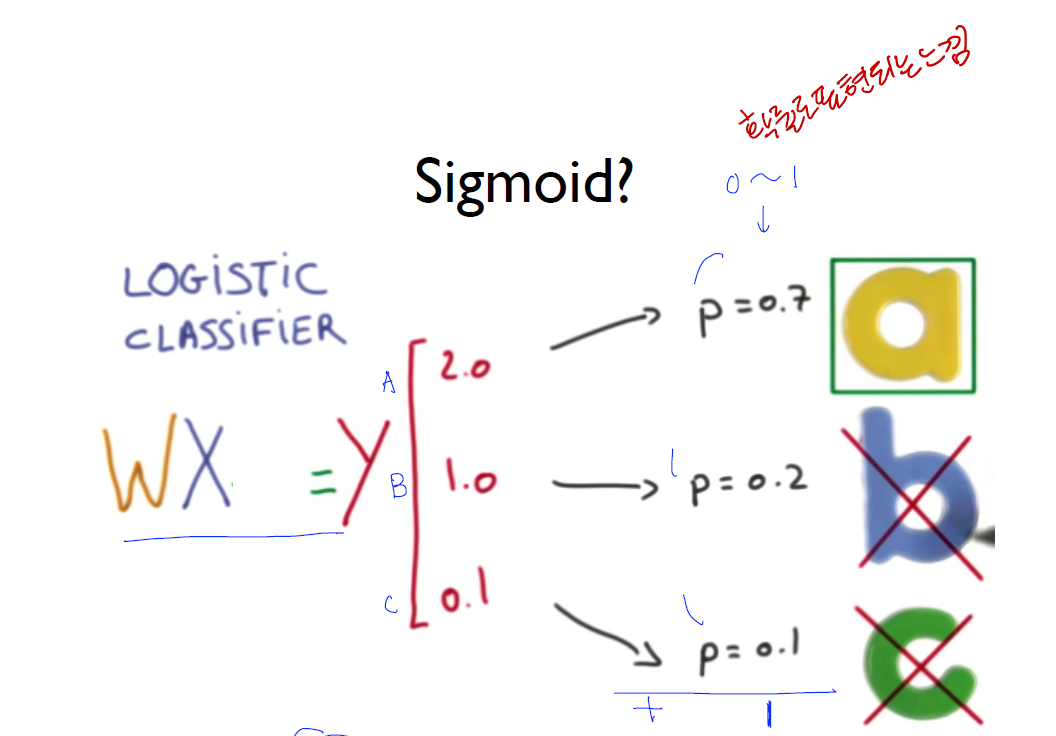 확률로 표현되는 느낌
Sigmoid?
0 ~ 1
LOGISTIC
CLASSIFIER
A
2.0
p = 0.7
a
WX = Y
B
1.0
p = 0.2
b
C
0.1
p = 0.1
c
+ 1